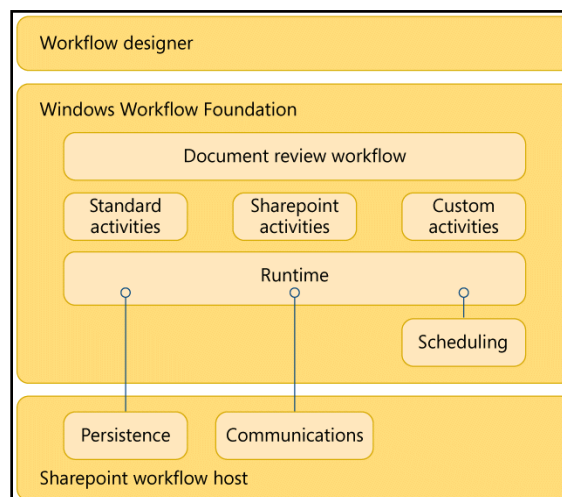 Workflow designer
Windows Workflow Foundation
Document review workflow
Standard
activities
Sharepoint
activities
Custom
activities
Runtime
Scheduling
Persistence
Communications
Sharepoint workflow host